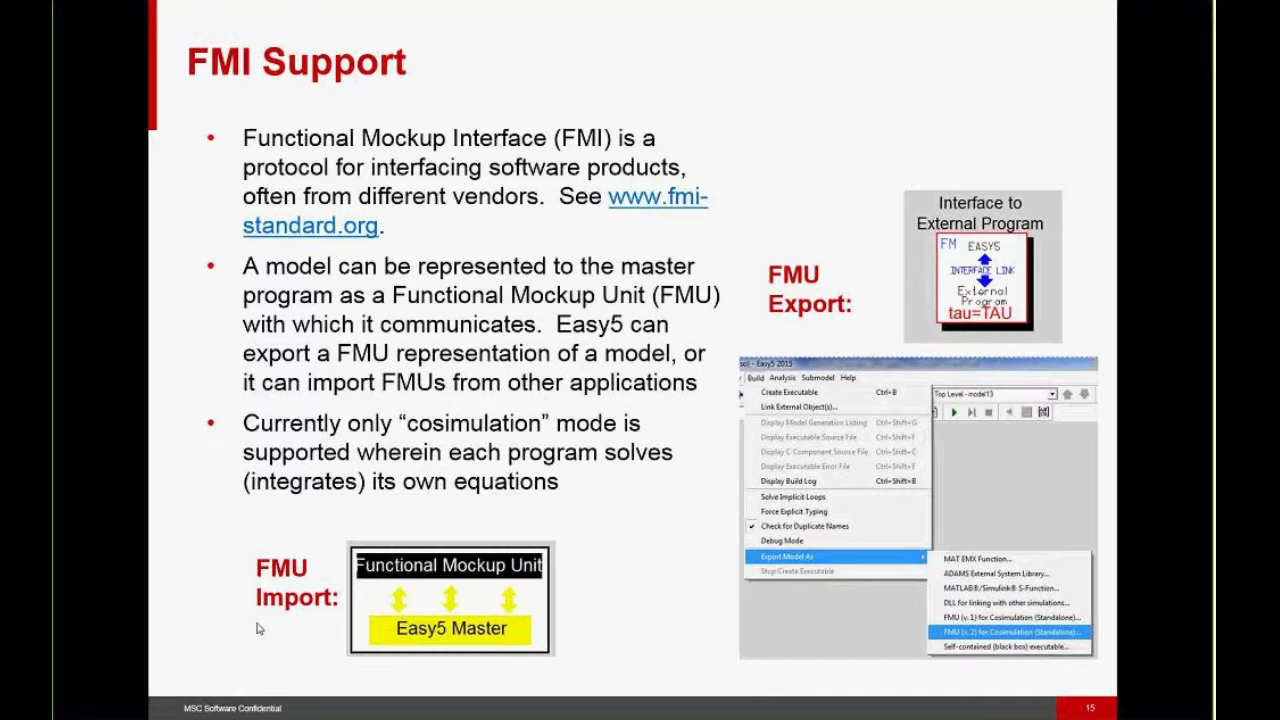 FMI Support
• Functional Mockup Interface (FMI) is a
protocol for interfacing software products,
often from different vendors.  See www.fmi-
standard.org.
• A model can be represented to the master
program as a Functional Mockup Unit (FMU)
with which it communicates.  Easy5 can
export a FMU representation of a model, or
it can import FMUs from other applications
• Currently only “cosimulation” mode is
supported wherein each program solves
(integrates) its own equations
FMU
Import:
Functional Mockup Unit
Easy5 Master
FMU
Export:
Interface to
External Program
FM EASY5
INTERFACE LINK
External
Program
tau=TAU
- Easy5 2015
Build Analysis Submodel Help
Create Executable Ctrl+B
Link External Object(s)...
Display Model Generation Listing Ctrl+Shift+G
Display Executable Source File Ctrl+Shift+F
Display C Component Source File Ctrl+Shift+C
Display Executable Error File Ctrl+Shift+E
Display Build Log Ctrl+Shift+B
Solve Implicit Loops
Force Explicit Typing
Check for Duplicate Names
Debug Mode
Export Model As
Stop Create Executable
Top Level - model13
MAT EMX Function...
ADAMS External System Library...
MATLAB®/Simulink® S-Function...
DLL for linking with other simulations...
FMU (v. 1) for Cosimulation (Standalone)...
FMU (v. 2) for Cosimulation (Standalone)...
Self-contained (black box) executable...
MSC Software Confidential
15